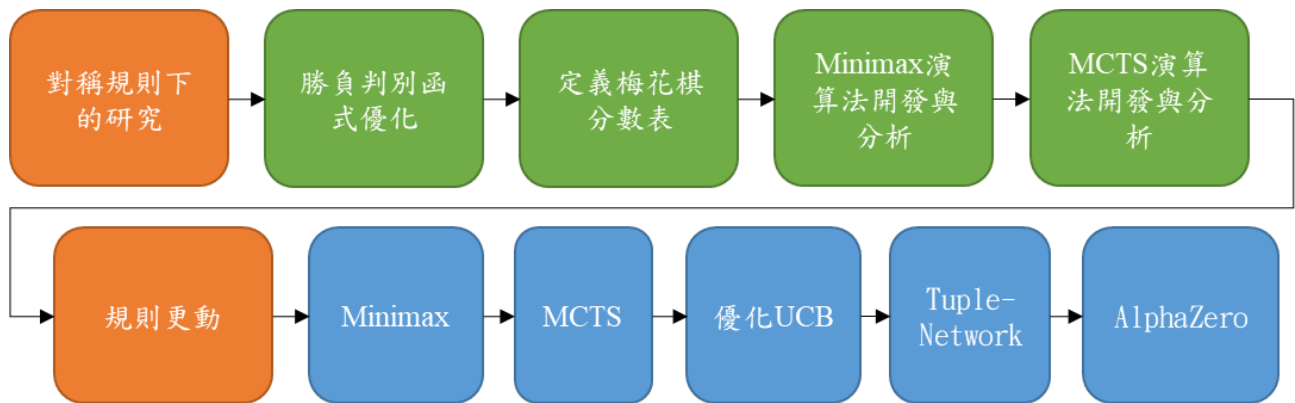 對稱規則下
的研究
勝負判別函
式優化
定義梅花棋
分數表
Minimax演
算法開發與
分析
MCTS演算
法開發與分
析
規則更動
Minimax
MCTS
優化UCB
Tuple-
Network
AlphaZero